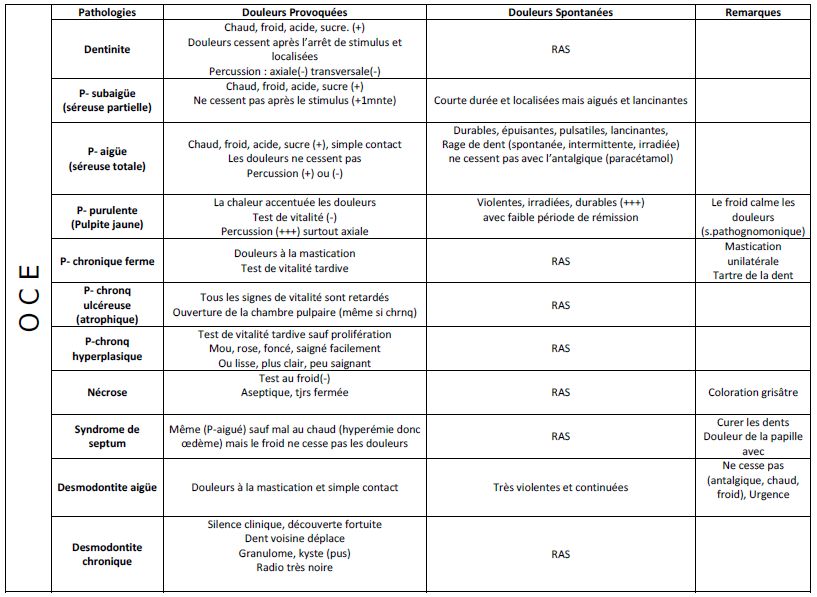 Pathologies Douleurs Provoquées Douleurs Spontanées Remarques
O C E
Dentinite
Chaud, froid, acide, sucre. (+)
Douleurs cessent après l’arrêt de stimulus et
localisées
Percussion : axiale(-) transversale(-)
RAS
P- subaigüe
(séreuse partielle)
Chaud, froid, acide, sucre (+)
Ne cessent pas après le stimulus (+1mnte)
Courte durée et localisées mais aigués et lancinantes
P- aigüe
(séreuse totale)
Chaud, froid, acide, sucre (+), simple contact
Les douleurs ne cessent pas
Percussion (+) ou (-)
Durables, épuisantes, pulsatiles, lancinantes,
Rage de dent (spontanée, intermittente, irradiée)
ne cessent pas avec l’antalgique (paracétamol)
P- purulente
(Pulpite jaune)
La chaleur accentuée les douleurs
Test de vitalité (-)
Percussion (+++) surtout axiale
Violentes, irradiées, durables (+++)
avec faible période de rémission
Le froid calme les
douleurs
(s.pathognomonique)
P- chronique ferme
Douleurs à la mastication
Test de vitalité tardive
RAS
Mastication
unilatérale
Tartre de la dent
P- chronq
ulcéreuse
(atrophique)
Tous les signes de vitalité sont retardés
Ouverture de la chambre pulpaire (même si chrnq)
RAS
P-chronq
hyperplasique
Test de vitalité tardive sauf prolifération
Mou, rose, foncé, saigné facilement
Ou lisse, plus clair, peu saignant
RAS
Nécrose
Test au froid(-)
Aseptique, tjrs fermée
RAS
Coloration grisâtre
Syndrome de
septum
Même (P-aigué) sauf mal au chaud (hyperémie donc
œdème) mais le froid ne cesse pas les douleurs
RAS
Curer les dents
Douleur de la papille
avec
Desmodontite aigüe
Douleurs à la mastication et simple contact
Très violentes et continuées
Ne cesse pas
(antalgique, chaud,
froid), Urgence
Desmodontite
chronique
Silence clinique, découverte fortuite
Dent voisine déplace
Granulome, kyste (pus)
Radio très noire
RAS